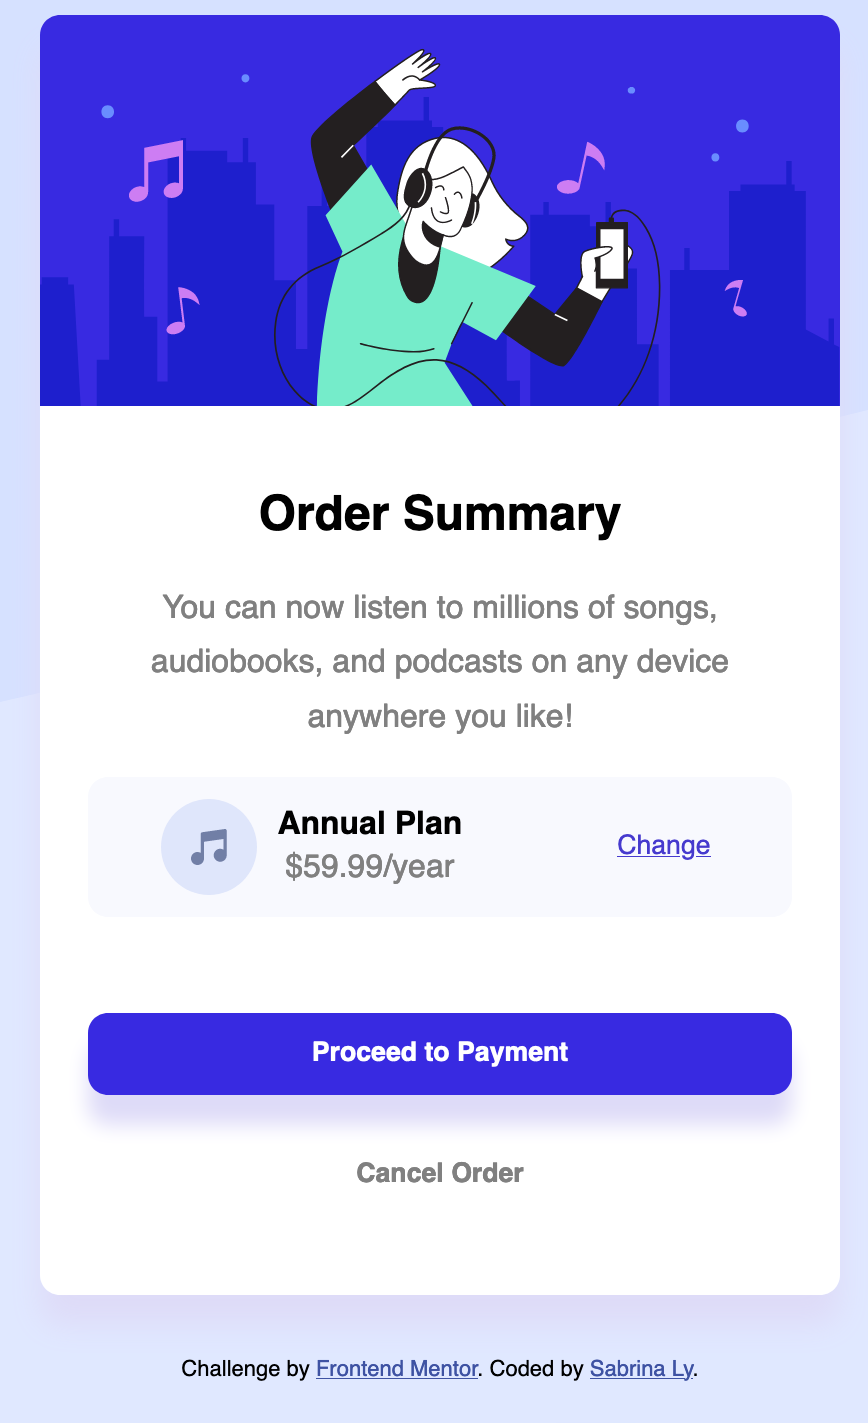 Order Summary
You can now listen to millions of songs,
audiobooks, and podcasts on any device
anywhere you like!
Annual Plan
$59.99/year
Change
Proceed to Payment
Cancel Order
Challenge by Frontend Mentor. Coded by Sabrina Ly.